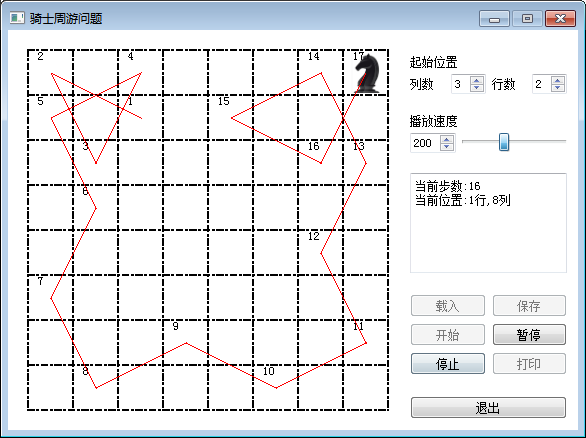 骑士周游问题
2 4 14 17
5 1 15
3 16 13
6
12
7
9 11
8 10
起始位置
列数 3 行数 2
播放速度
200
当前步数:16
当前位置:1行,8列
载入 保存
开始 暂停
停止 打印
退出